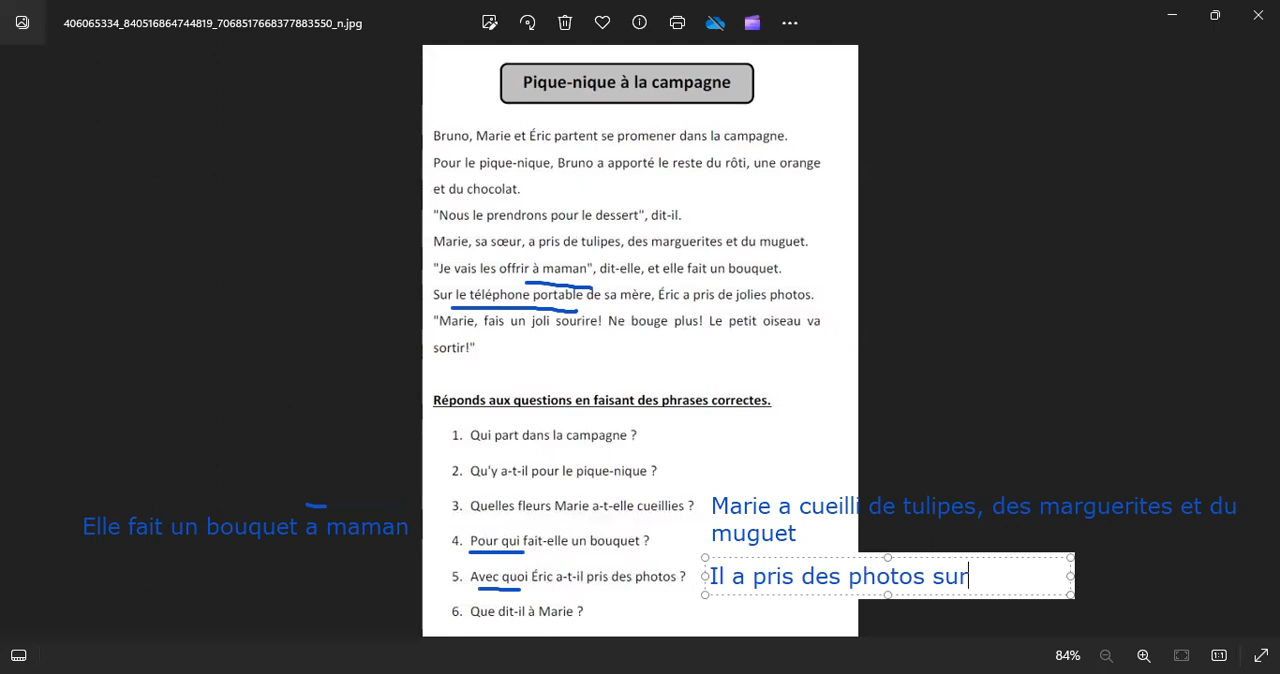 406065334_840516864744819_7068517668377883550_n.jpg
Pique-nique à la campagne
Bruno, Marie et Éric partent se promener dans la campagne.
Pour le pique-nique, Bruno a apporté le reste du rôti, une orange
et du chocolat.
"Nous le prendrons pour le dessert", dit-il.
Marie, sa sœur, a pris de tulipes, des marguerites et du muguet.
"Je vais les offrir à maman", dit-elle, et elle fait un bouquet.
Sur le téléphone portable de sa mère, Éric a pris de jolies photos.
"Marie, fais un joli sourire! Ne bouge plus! Le petit oiseau va
sortir!"
Réponds aux questions en faisant des phrases correctes.
1. Qui part dans la campagne ?
2. Qu'y a-t-il pour le pique-nique ?
3. Quelles fleurs Marie a-t-elle cueillies ?
Marie a cueilli de tulipes, des marguerites et du
muguet
Elle fait un bouquet a maman
4. Pour qui fait-elle un bouquet ?
5. Avec quoi Éric a-t-il pris des photos ?
Il a pris des photos sur
6. Que dit-il à Marie ?
84%
1:1